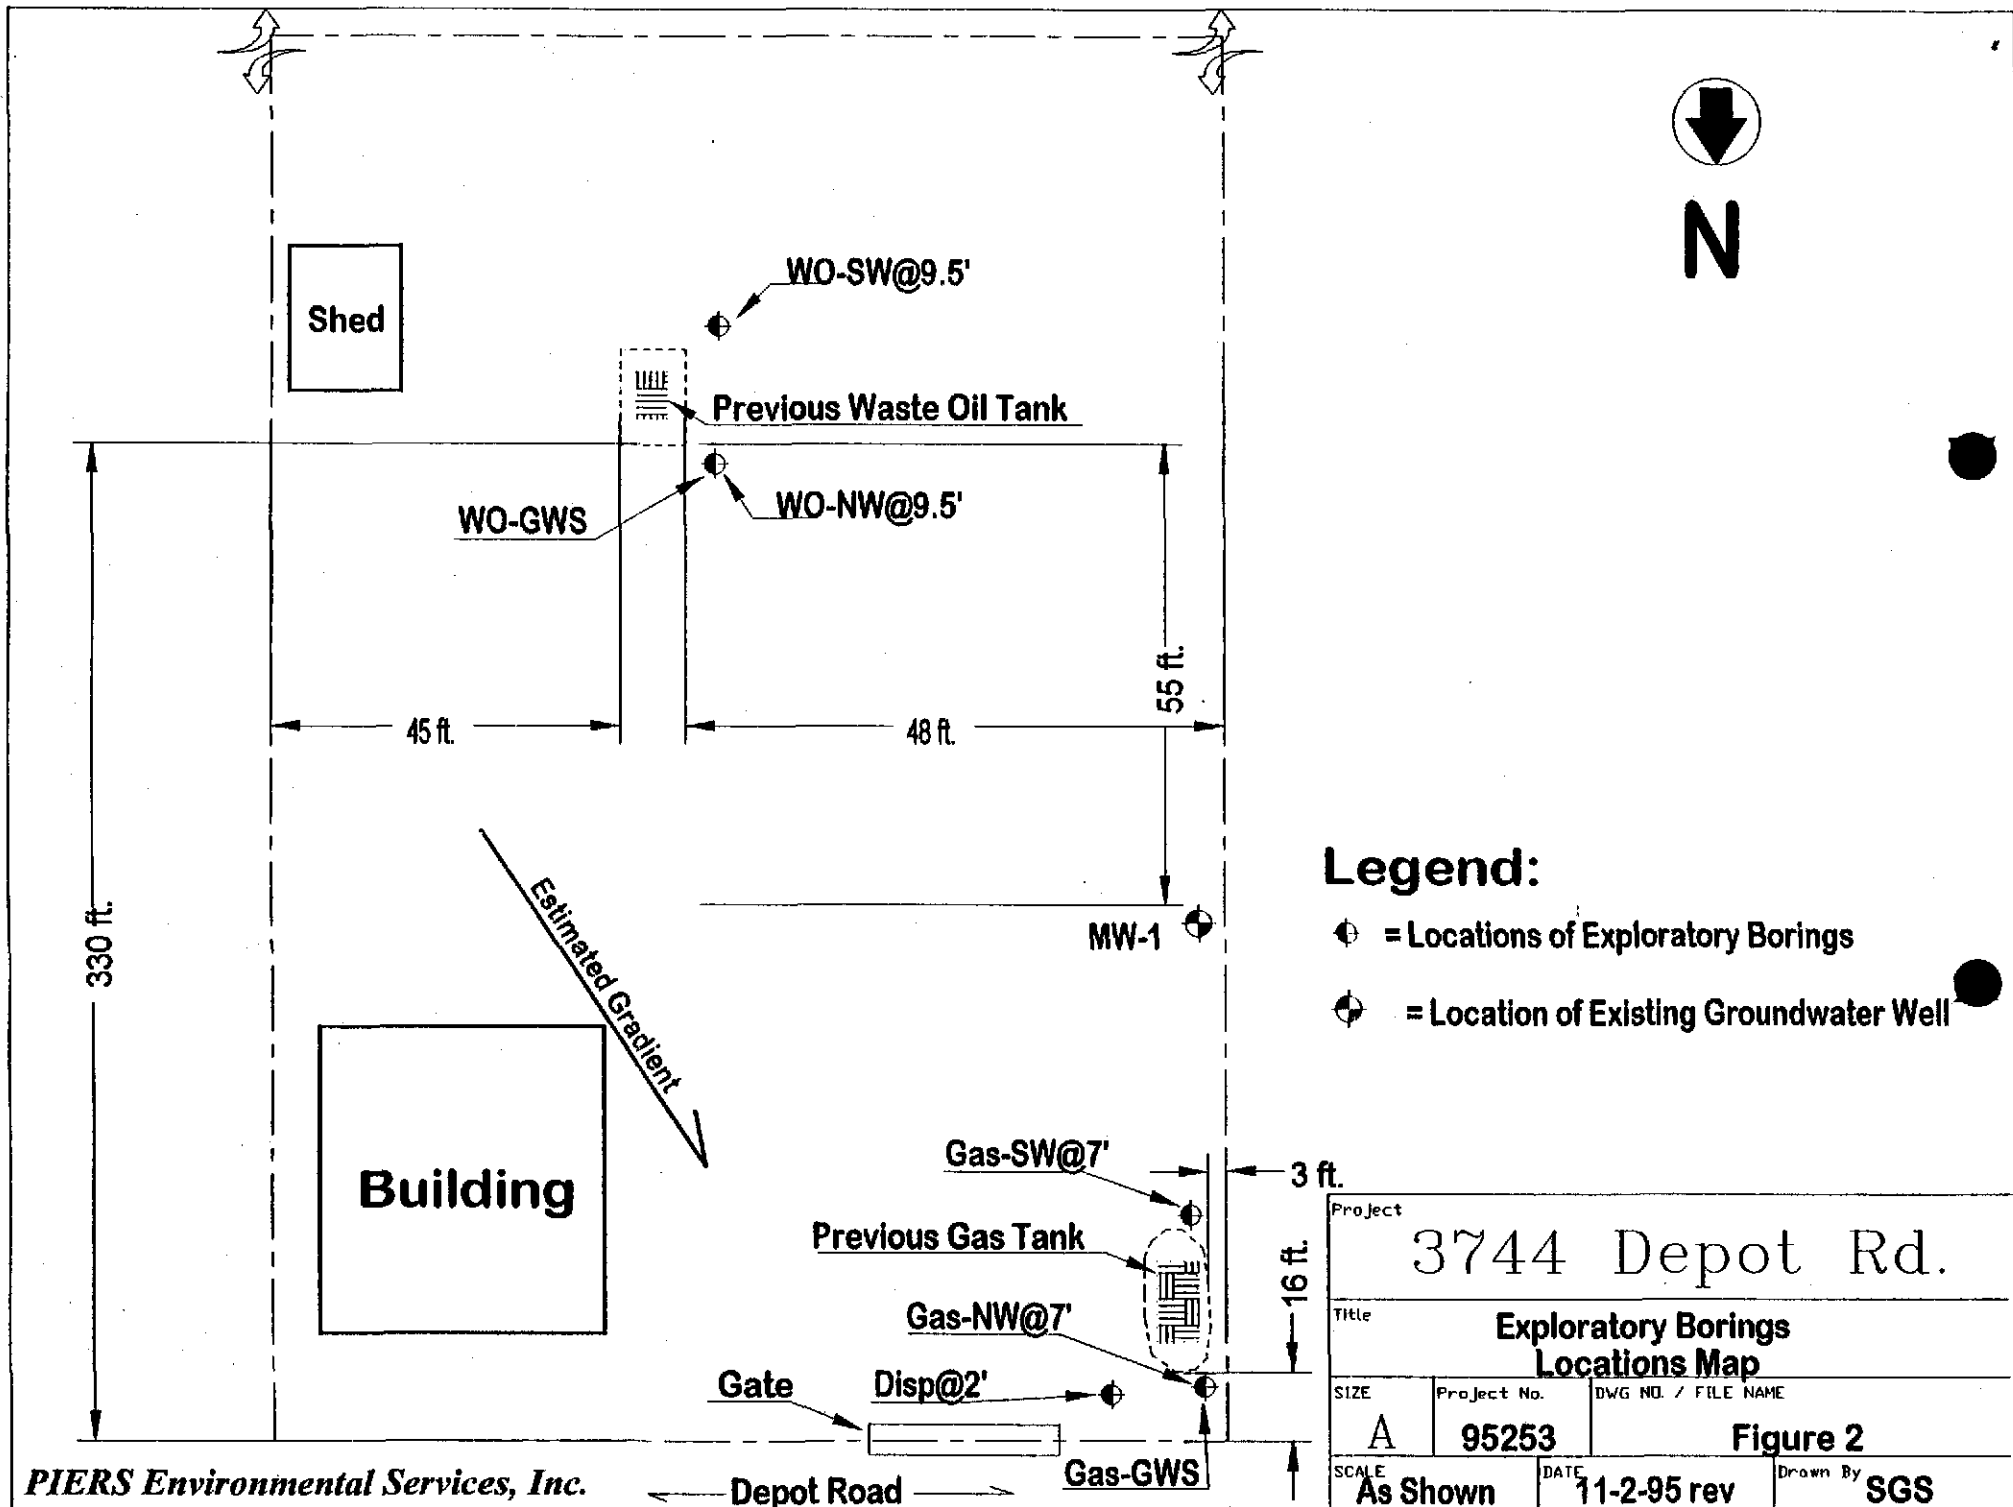 N
WO-SW@9.5'
Shed
Previous Waste Oil Tank
WO-GWS
WO-NW@9.5'
55 ft.
45 ft.
48 ft.
330 ft.
Estimated Gradient
MW-1
Legend:
= Locations of Exploratory Borings
= Location of Existing Groundwater Well
Building
Gas-SW@7'
3 ft.
Previous Gas Tank
16 ft.
Gas-NW@7'
Gate
Disp@2'
Gas-GWS
Depot Road
PIERS Environmental Services, Inc.
Project
3744 Depot Rd.
Title
Exploratory Borings
Locations Map
SIZE
A
Project No.
95253
DWG NO. / FILE NAME
Figure 2
SCALE
As Shown
DATE
11-2-95 rev
Drawn By
SGS